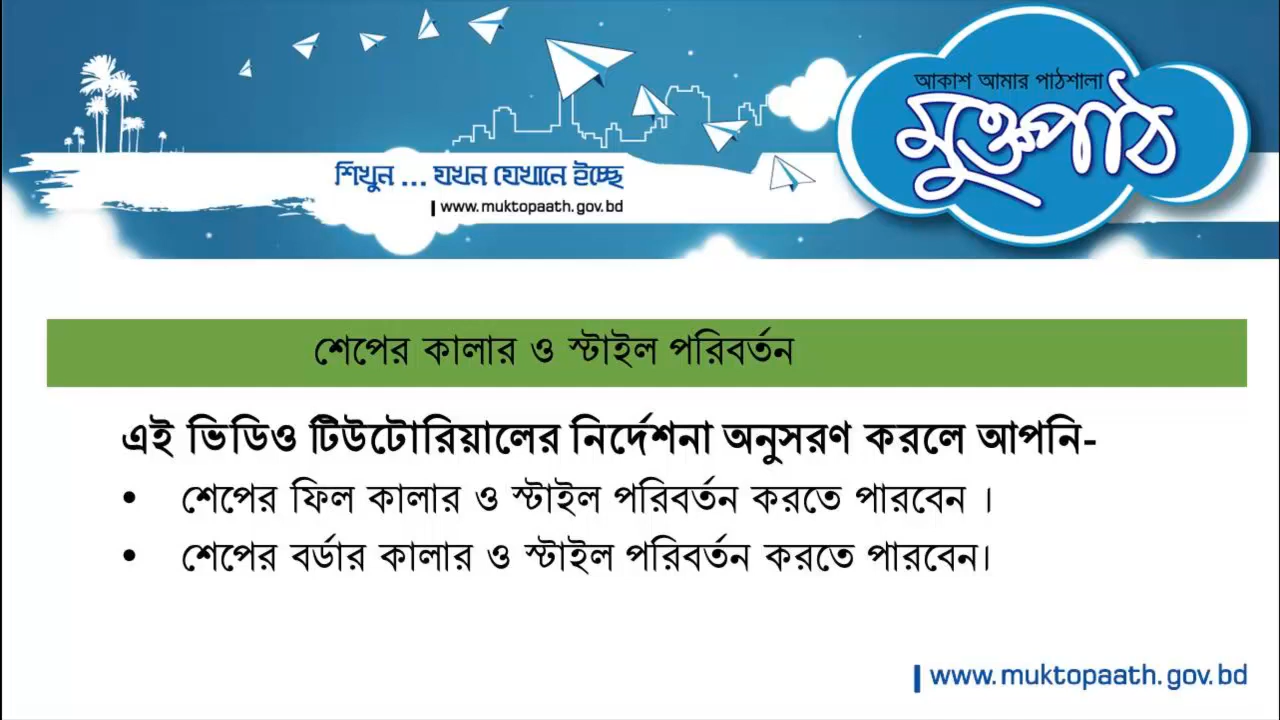 আকাশ আমার পাঠশালা
মুক্তপাঠ
শিখুন ... যখন যেখানে ইচ্ছে
www.muktopaath.gov.bd
শেপের কালার ও স্টাইল পরিবর্তন
এই ভিডিও টিউটোরিয়ালের নির্দেশনা অনুসরণ করলে আপনি-
• শেপের ফিল কালার ও স্টাইল পরিবর্তন করতে পারবেন ।
• শেপের বর্ডার কালার ও স্টাইল পরিবর্তন করতে পারবেন।
www.muktopaath.gov.bd